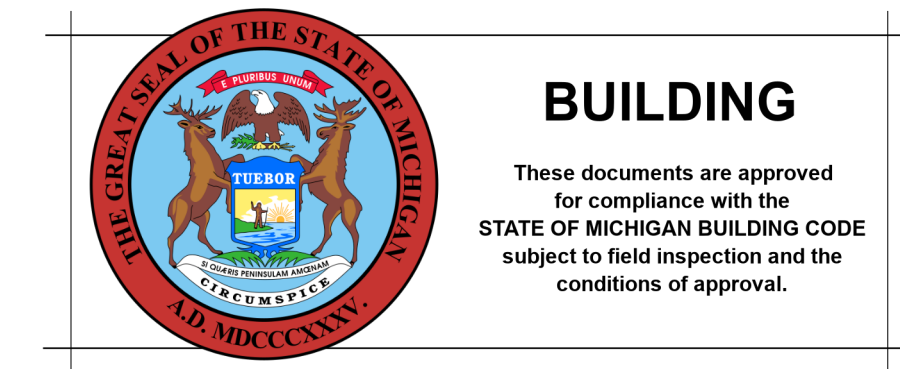 THE GREAT SEAL OF THE STATE OF MICHIGAN
E PLURIBUS UNUM
TUEBOR
SI QUÆRIS PENINSULAM AMŒNAM
CIRCUMSPICE
A.D. MDCCCXXXV.
BUILDING
These documents are approved
for compliance with the
STATE OF MICHIGAN BUILDING CODE
subject to field inspection and the
conditions of approval.